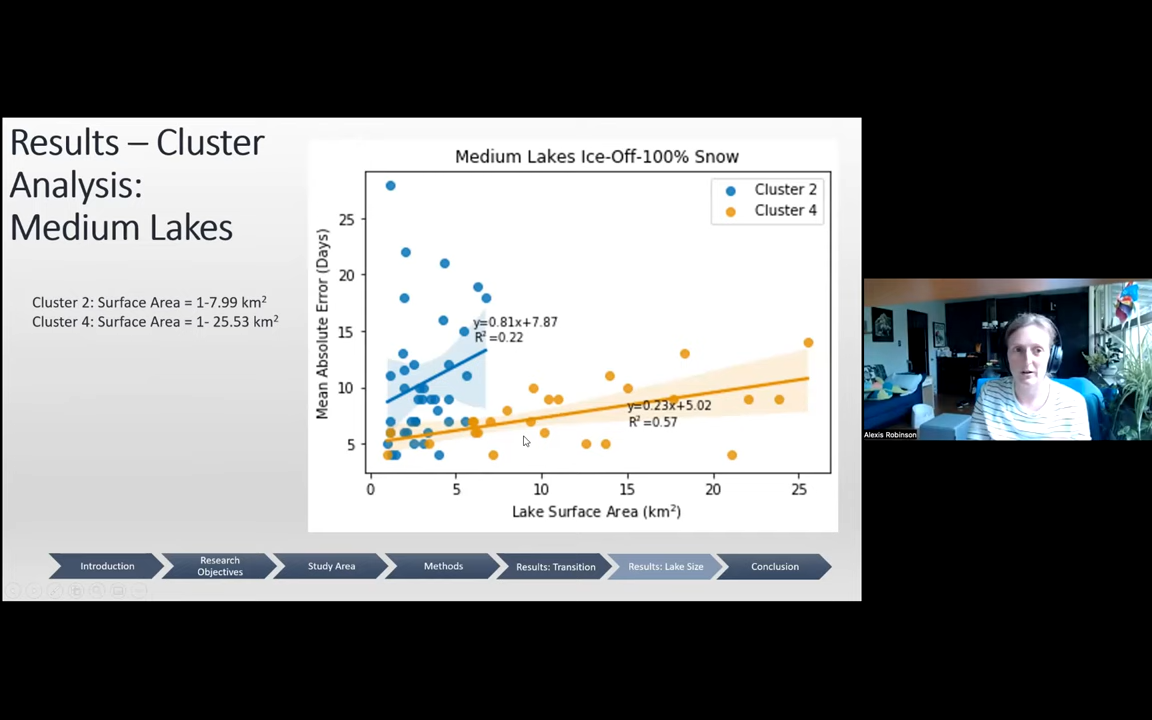 Results – Cluster
Analysis:
Medium Lakes
Cluster 2: Surface Area = 1-7.99 km²
Cluster 4: Surface Area = 1- 25.53 km²
Medium Lakes Ice-Off-100% Snow
Cluster 2
Cluster 4
Mean Absolute Error (Days)
25
20
15
10
5
y=0.81x+7.87
R²=0.22
y=0.23x+5.02
R²=0.57
0 5 10 15 20 25
Lake Surface Area (km²)
Introduction
Research
Objectives
Study Area
Methods
Results: Transition
Results: Lake Size
Conclusion
Alexis Robinson